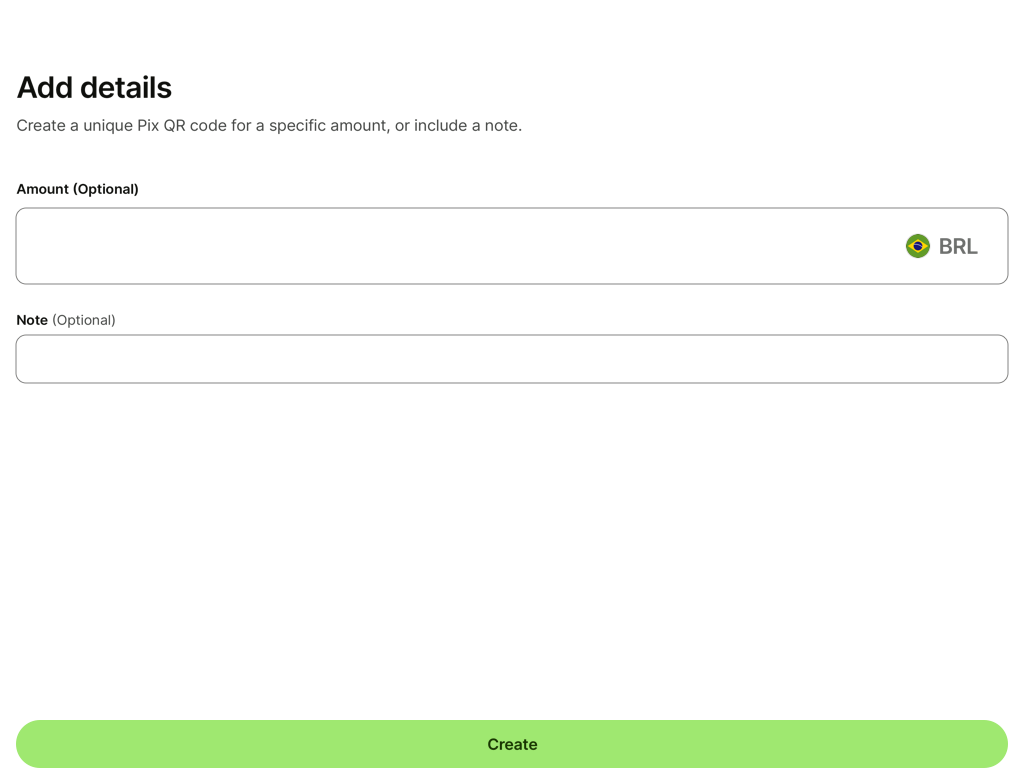 Add details
Create a unique Pix QR code for a specific amount, or include a note.
Amount (Optional)
BRL
Note (Optional)
Create